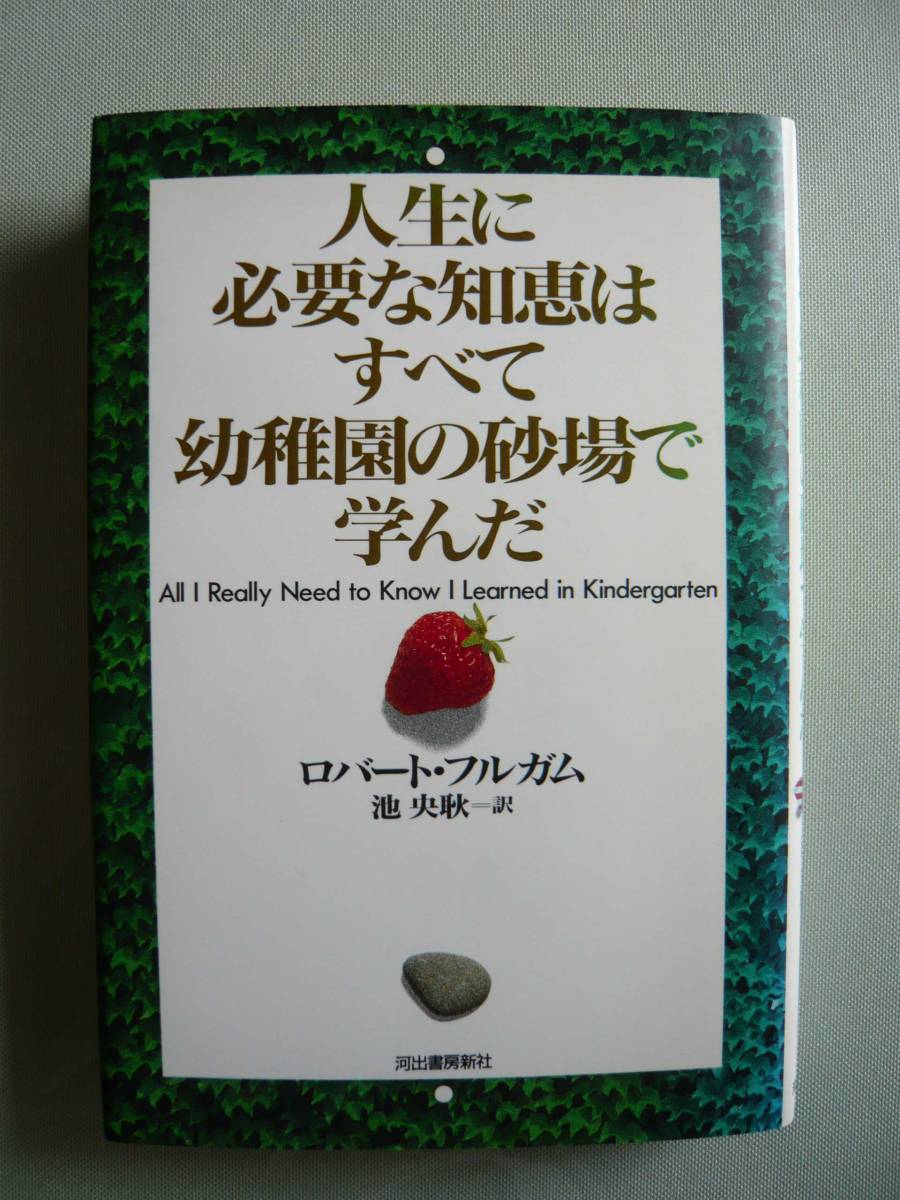 人生に
必要な知恵は
すべて
幼稚園の砂場で
学んだ
All I Really Need to Know I Learned in Kindergarten
ロバート・フルガム
池 央耿＝訳
河出書房新社